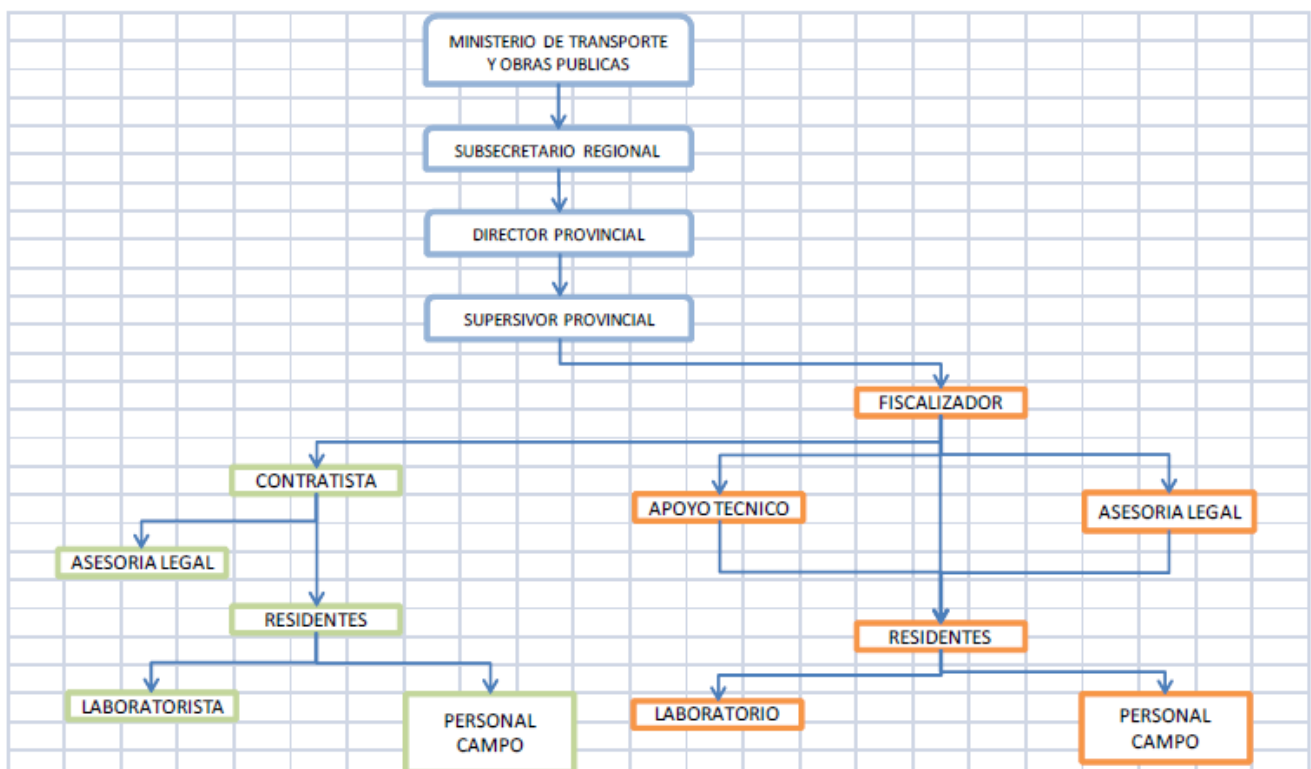 MINISTERIO DE TRANSPORTE
Y OBRAS PUBLICAS
SUBSECRETARIO REGIONAL
DIRECTOR PROVINCIAL
SUPERSIVOR PROVINCIAL
FISCALIZADOR
CONTRATISTA
APOYO TECNICO
ASESORIA LEGAL
ASESORIA LEGAL
RESIDENTES
RESIDENTES
LABORATORISTA
PERSONAL
CAMPO
LABORATORIO
PERSONAL
CAMPO